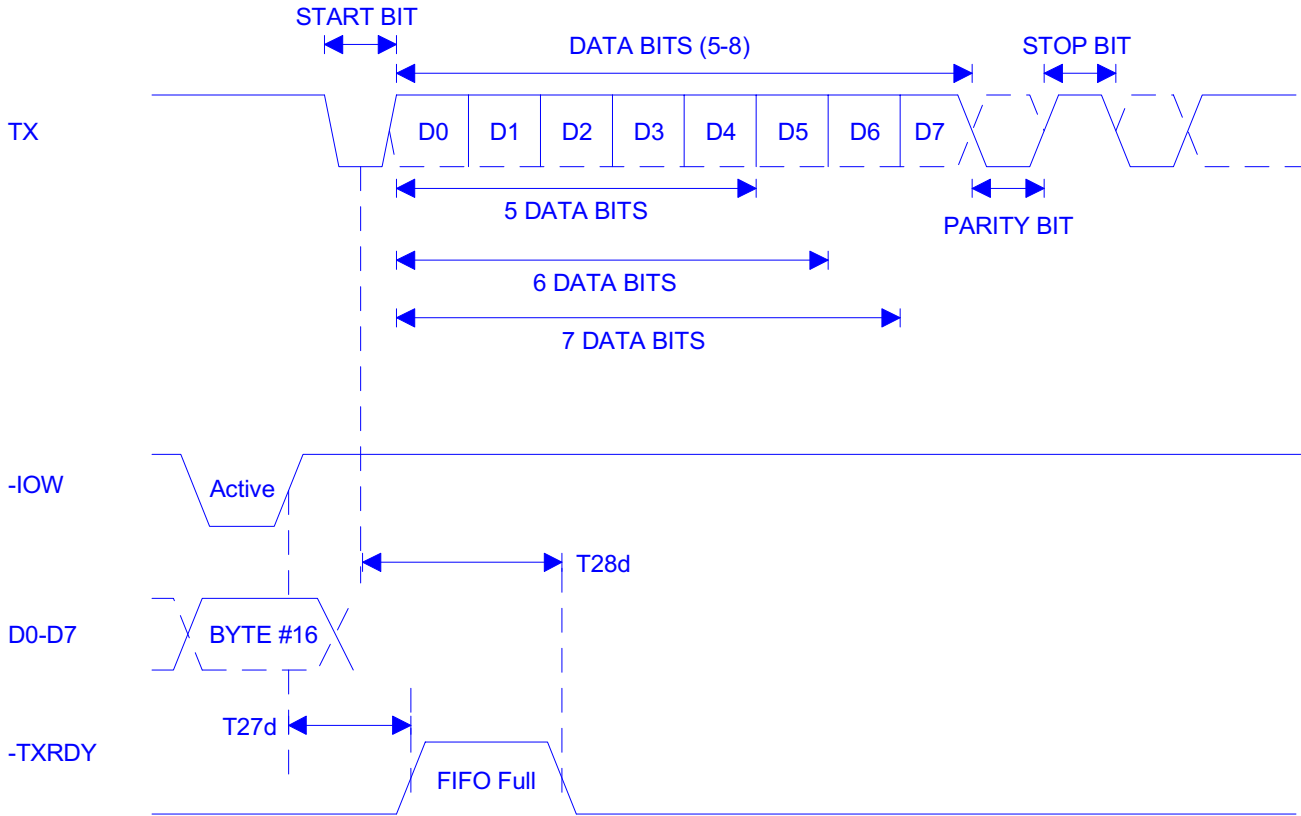 START BIT
DATA BITS (5-8)
STOP BIT
TX
D0 D1 D2 D3 D4 D5 D6 D7
5 DATA BITS
PARITY BIT
6 DATA BITS
7 DATA BITS
-IOW
Active
T28d
D0-D7
BYTE #16
T27d
-TXRDY
FIFO Full